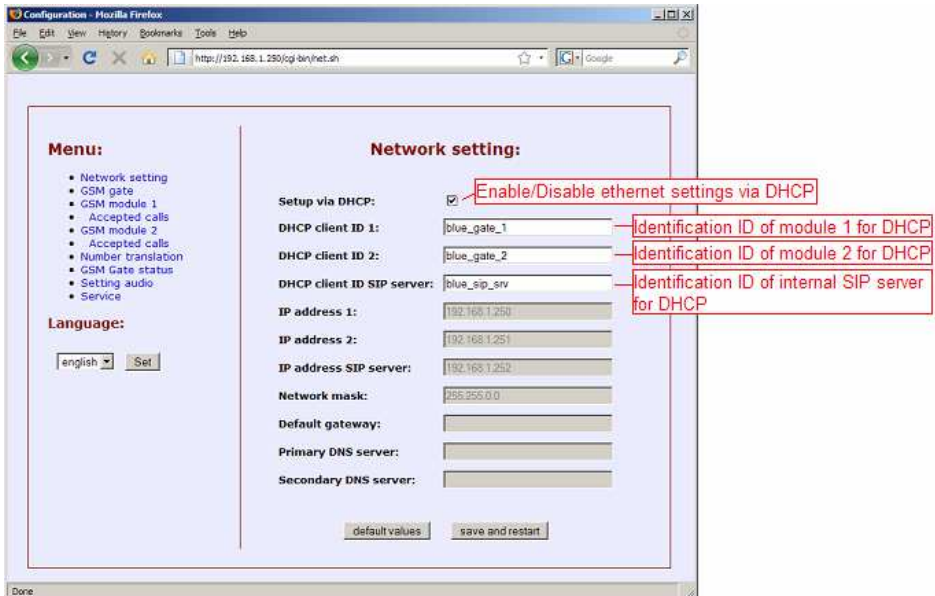 Configuration - Mozilla Firefox
File Edit View History Bookmarks Tools Help
http://192.168.1.250/cgi-bin/net.sh
Google
Menu:
Network setting
GSM gate
GSM module 1
Accepted calls
GSM module 2
Accepted calls
Number translation
GSM Gate status
Setting audio
Service
Language:
english Set
Network setting:
Setup via DHCP: Enable/Disable ethernet settings via DHCP
DHCP client ID 1: blue_gate_1 Identification ID of module 1 for DHCP
DHCP client ID 2: blue_gate_2 Identification ID of module 2 for DHCP
DHCP client ID SIP server: blue_sip_srv Identification ID of internal SIP server
for DHCP
IP address 1: 192.168.1.250
IP address 2: 192.168.1.251
IP address SIP server: 192.168.1.252
Network mask: 255.255.0.0
Default gateway:
Primary DNS server:
Secondary DNS server:
default values save and restart
Done